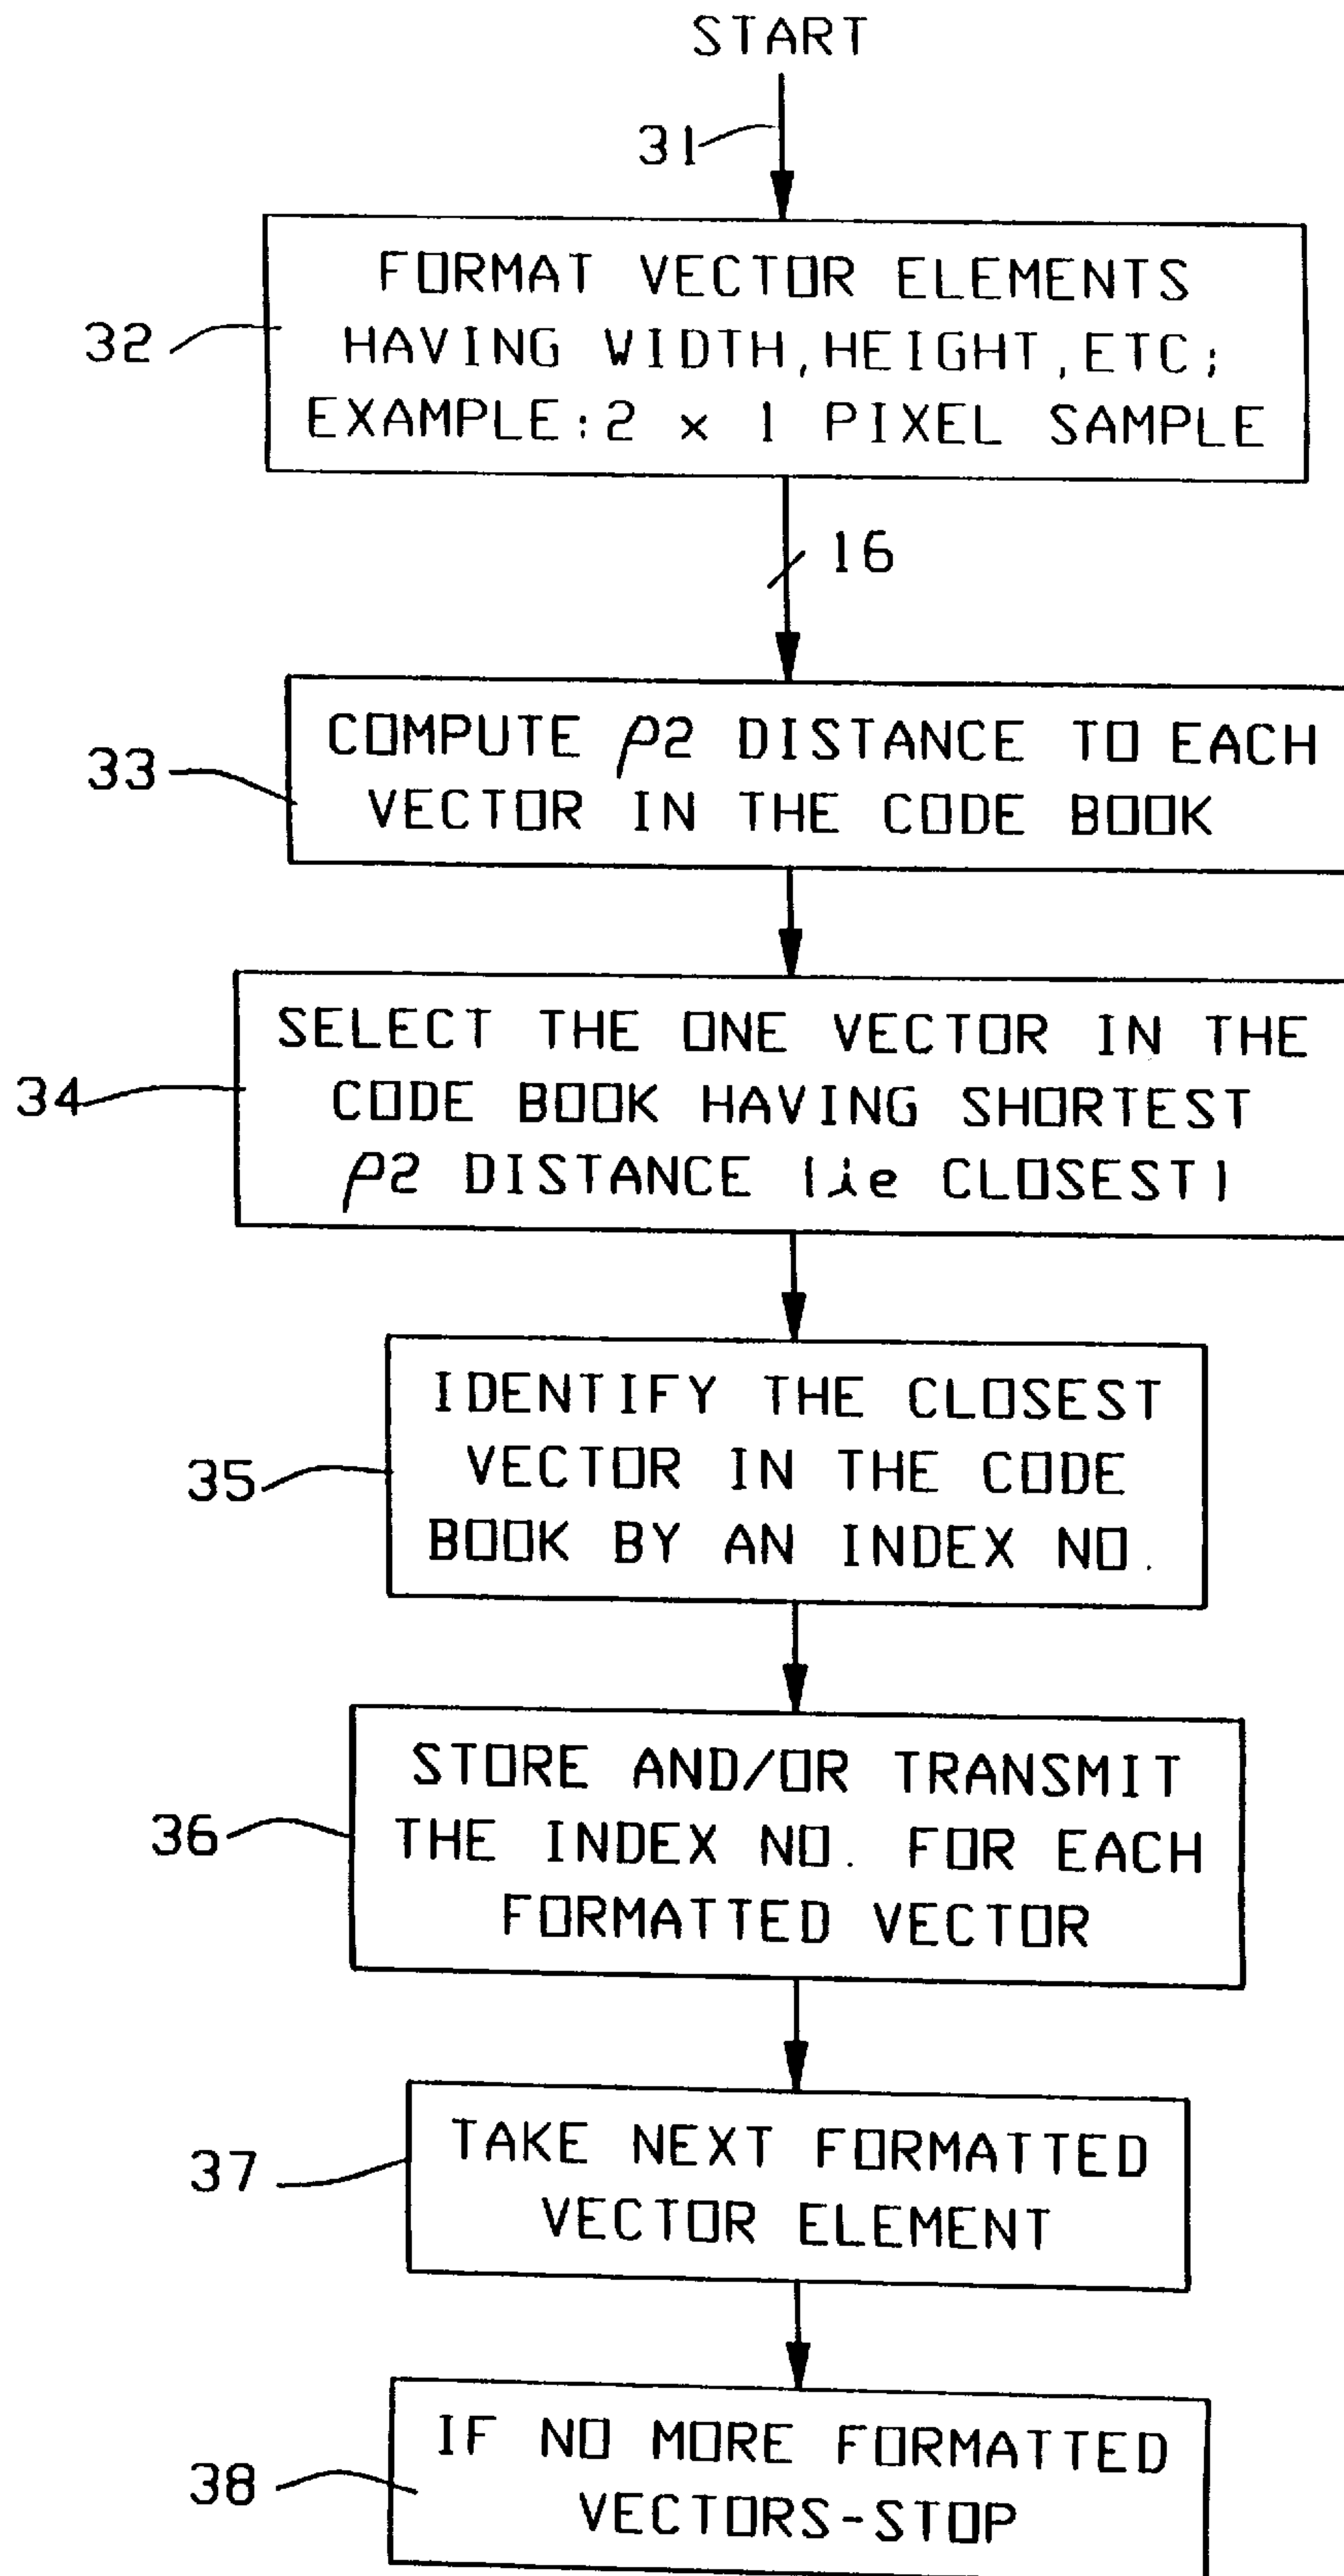 START
31
FORMAT VECTOR ELEMENTS
32
HAVING WIDTH, HEIGHT, ETC;
EXAMPLE: 2 × 1 PIXEL SAMPLE
16
COMPUTE ρ2 DISTANCE TO EACH
33
VECTOR IN THE CODE BOOK
SELECT THE ONE VECTOR IN THE
34
CODE BOOK HAVING SHORTEST
ρ2 DISTANCE (ie CLOSEST)
IDENTIFY THE CLOSEST
35
VECTOR IN THE CODE
BOOK BY AN INDEX NO.
STORE AND/OR TRANSMIT
36
THE INDEX NO. FOR EACH
FORMATTED VECTOR
TAKE NEXT FORMATTED
37
VECTOR ELEMENT
IF NO MORE FORMATTED
38
VECTORS-STOP